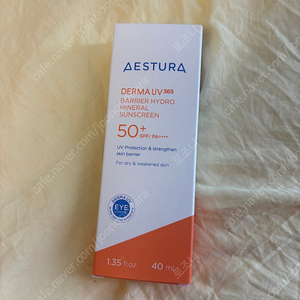 AESTURA
DERMA UV 365
BARRIER HYDRO
MINERAL
SUNSCREEN
50+
SPF/ PA++++
UV Protection & strengthen
skin barrier
For dry & weakened skin
EYE
1.35 fl.oz
40 ml